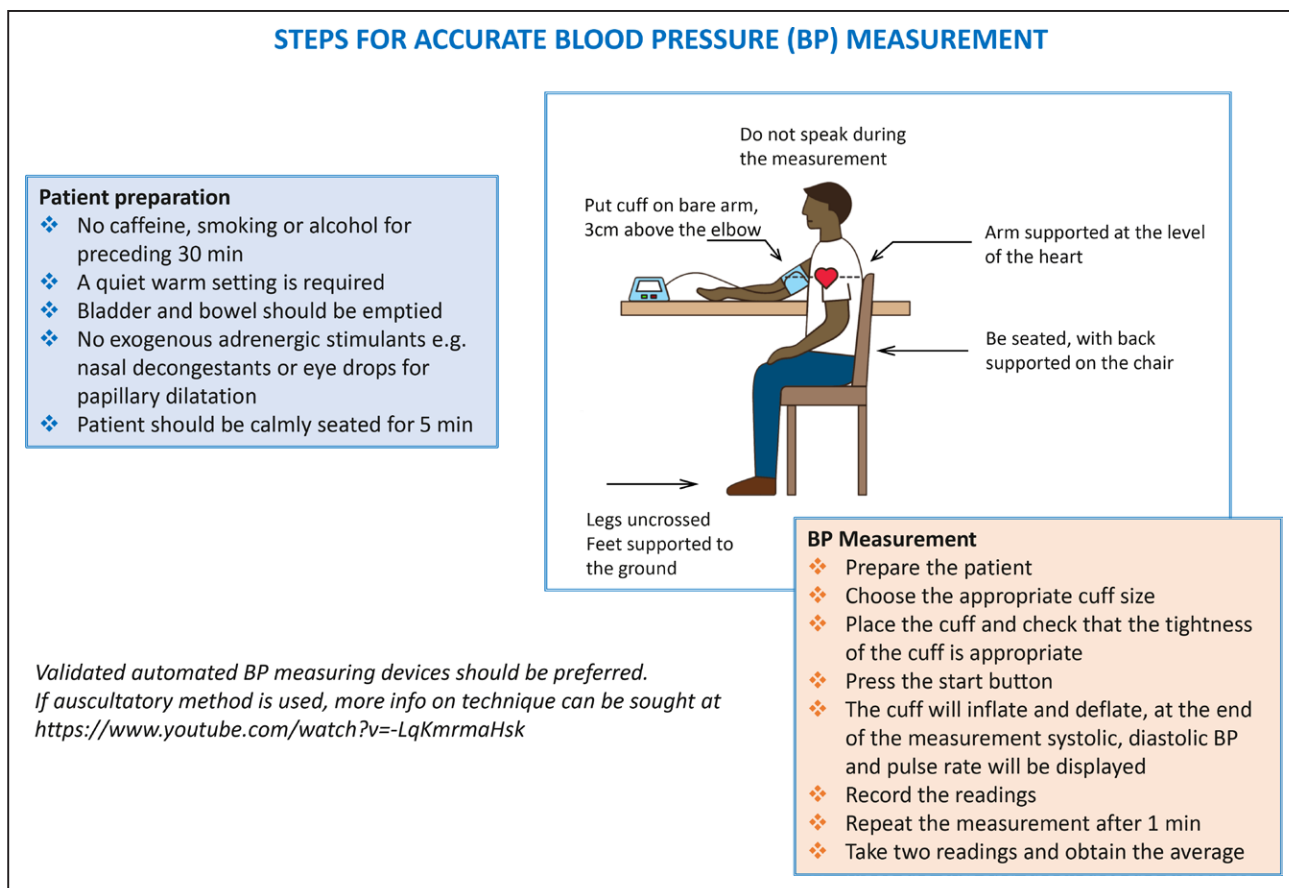 STEPS FOR ACCURATE BLOOD PRESSURE (BP) MEASUREMENT
Patient preparation
❖ No caffeine, smoking or alcohol for
preceding 30 min
❖ A quiet warm setting is required
❖ Bladder and bowel should be emptied
❖ No exogenous adrenergic stimulants e.g.
nasal decongestants or eye drops for
papillary dilatation
❖ Patient should be calmly seated for 5 min
Do not speak during
the measurement
Put cuff on bare arm,
3cm above the elbow
Arm supported at the level
of the heart
Be seated, with back
supported on the chair
Legs uncrossed
Feet supported to
the ground
BP Measurement
❖ Prepare the patient
❖ Choose the appropriate cuff size
❖ Place the cuff and check that the tightness
of the cuff is appropriate
❖ Press the start button
❖ The cuff will inflate and deflate, at the end
of the measurement systolic, diastolic BP
and pulse rate will be displayed
❖ Record the readings
❖ Repeat the measurement after 1 min
❖ Take two readings and obtain the average
Validated automated BP measuring devices should be preferred.
If auscultatory method is used, more info on technique can be sought at
https://www.youtube.com/watch?v=-LqKmrmaHsk